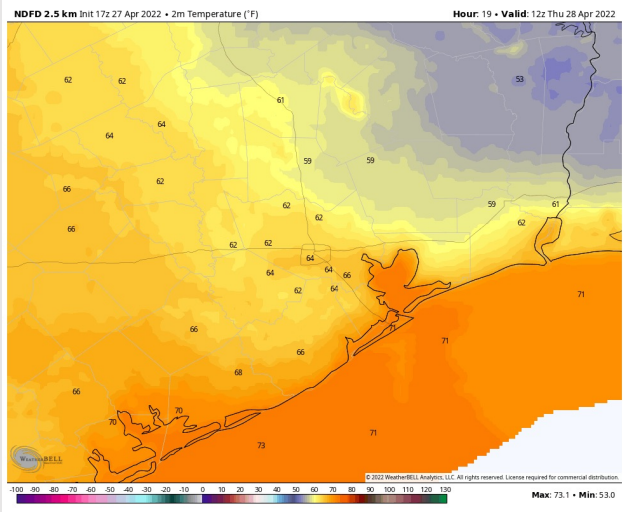 NDFD 2.5 km Init 17z 27 Apr 2022 • 2m Temperature (°F) Hour: 19 • Valid: 12z Thu 28 Apr 2022
62 62 53
61
64
64
59 59
62
66
62 59 61
62 62
66
62 62
64
64 64 66
62 64 71
66 71 71
66
68
66
70 70
71
73
WeatherBELL
© 2022 WeatherBELL Analytics, LLC. All rights reserved. License required for commercial distribution.
-100 -90 -80 -70 -60 -50 -40 -30 -20 -10 0 10 20 30 40 50 60 70 80 90 100 110 120 130
Max: 73.1 • Min: 53.0